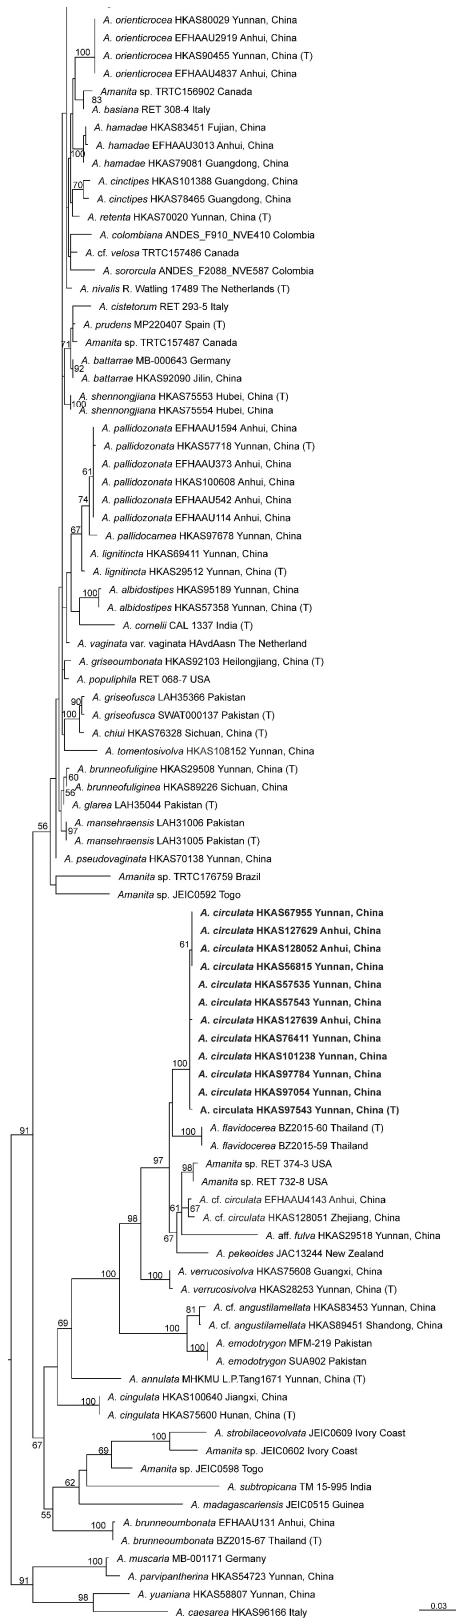 A. orienticrocea HKAS80029 Yunnan, China
A. orienticrocea EFHAAU2919 Anhui, China
100
A. orienticrocea HKAS90455 Yunnan, China (T)
A. orienticrocea EFHAAU4837 Anhui, China
Amanita sp. TRTC156902 Canada
83
A. basiana RET 308-4 Italy
A. hamadae HKAS83451 Fujian, China
A. hamadae EFHAAU3013 Anhui, China
100
A. hamadae HKAS79081 Guangdong, China
A. cinctipes HKAS101388 Guangdong, China
70
A. cinctipes HKAS78465 Guangdong, China
A. retenta HKAS70020 Yunnan, China (T)
A. colombiana ANDES_F910_NVE410 Colombia
A. cf. velosa TRTC157486 Canada
A. sororcula ANDES_F2088_NVE587 Colombia
A. nivalis R. Watling 17489 The Netherlands (T)
A. cistetorum RET 293-5 Italy
A. prudens MP220407 Spain (T)
71
Amanita sp. TRTC157487 Canada
A. battarrae MB-000643 Germany
92
A. battarrae HKAS92090 Jilin, China
A. shennongjiana HKAS75553 Hubei, China (T)
100
A. shennongjiana HKAS75554 Hubei, China
A. pallidozonata EFHAAU1594 Anhui, China
A. pallidozonata HKAS57718 Yunnan, China (T)
A. pallidozonata EFHAAU373 Anhui, China
61
A. pallidozonata HKAS100608 Anhui, China
A. pallidozonata EFHAAU542 Anhui, China
74
A. pallidozonata EFHAAU114 Anhui, China
67
A. pallidocarnea HKAS97678 Yunnan, China
A. lignitincta HKAS69411 Yunnan, China
A. lignitincta HKAS29512 Yunnan, China (T)
A. albidostipes HKAS95189 Yunnan, China
100
A. albidostipes HKAS57358 Yunnan, China (T)
A. cornelii CAL 1337 India (T)
A. vaginata var. vaginata HAvdAasn The Netherland
A. griseoumbonata HKAS92103 Heilongjiang, China (T)
A. populiphila RET 068-7 USA
A. griseofusca LAH35366 Pakistan
90
A. griseofusca SWAT000137 Pakistan (T)
100
A. chiui HKAS76328 Sichuan, China (T)
A. tomentosivolva HKAS108152 Yunnan, China
A. brunneofuligine HKAS29508 Yunnan, China (T)
60
A. brunneofuliginea HKAS89226 Sichuan, China
56
A. glarea LAH35044 Pakistan (T)
A. mansehraensis LAH31006 Pakistan
97
56
A. mansehraensis LAH31005 Pakistan (T)
A. pseudovaginata HKAS70138 Yunnan, China
Amanita sp. TRTC176759 Brazil
Amanita sp. JEIC0592 Togo
A. circulata HKAS67955 Yunnan, China
A. circulata HKAS127629 Anhui, China
61
A. circulata HKAS128052 Anhui, China
A. circulata HKAS56815 Yunnan, China
A. circulata HKAS57535 Yunnan, China
A. circulata HKAS57543 Yunnan, China
A. circulata HKAS127639 Anhui, China
A. circulata HKAS76411 Yunnan, China
100
A. circulata HKAS101238 Yunnan, China
A. circulata HKAS97784 Yunnan, China
A. circulata HKAS97054 Yunnan, China
A. circulata HKAS97543 Yunnan, China (T)
A. flavidocerea BZ2015-60 Thailand (T)
91
100
A. flavidocerea BZ2015-59 Thailand
97
Amanita sp. RET 374-3 USA
98
Amanita sp. RET 732-8 USA
A. cf. circulata EFHAAU4143 Anhui, China
61
67
A. cf. circulata HKAS128051 Zhejiang, China
98
A. aff. fulva HKAS29518 Yunnan, China
67
A. pekeoides JAC13244 New Zealand
A. verrucosivolva HKAS75608 Guangxi, China
100
100
A. verrucosivolva HKAS28253 Yunnan, China (T)
A. cf. angustilamellata HKAS83453 Yunnan, China
81
A. cf. angustilamellata HKAS89451 Shandong, China
69
100
A. emodotrygon MFM-219 Pakistan
100
A. emodotrygon SUA902 Pakistan
A. annulata MHKMU L.P.Tang1671 Yunnan, China (T)
A. cingulata HKAS100640 Jiangxi, China
100
A. cingulata HKAS75600 Hunan, China (T)
A. strobilaceovolvata JEIC0609 Ivory Coast
100
67
Amanita sp. JEIC0602 Ivory Coast
69
Amanita sp. JEIC0598 Togo
62
A. subtropicana TM 15-995 India
A. madagascariensis JEIC0515 Guinea
55
A. brunneoumbonata EFHAAU131 Anhui, China
100
A. brunneoumbonata BZ2015-67 Thailand (T)
A. muscaria MB-001171 Germany
100
A. parvipantherina HKAS54723 Yunnan, China
91
A. yuaniana HKAS58807 Yunnan, China
98
A. caesarea HKAS96166 Italy
0.03